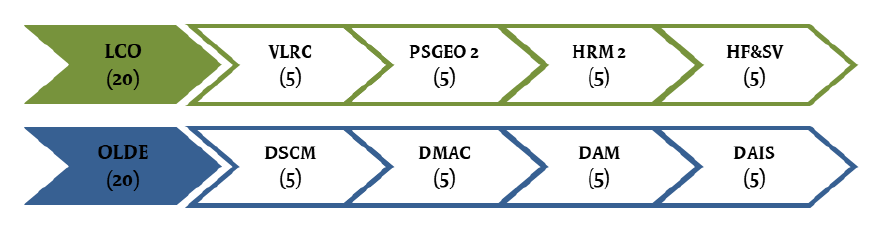 LCO
(20)
VLRC
(5)
PSGEO 2
(5)
HRM 2
(5)
HF&SV
(5)
OLDE
(20)
DSCM
(5)
DMAC
(5)
DAM
(5)
DAIS
(5)